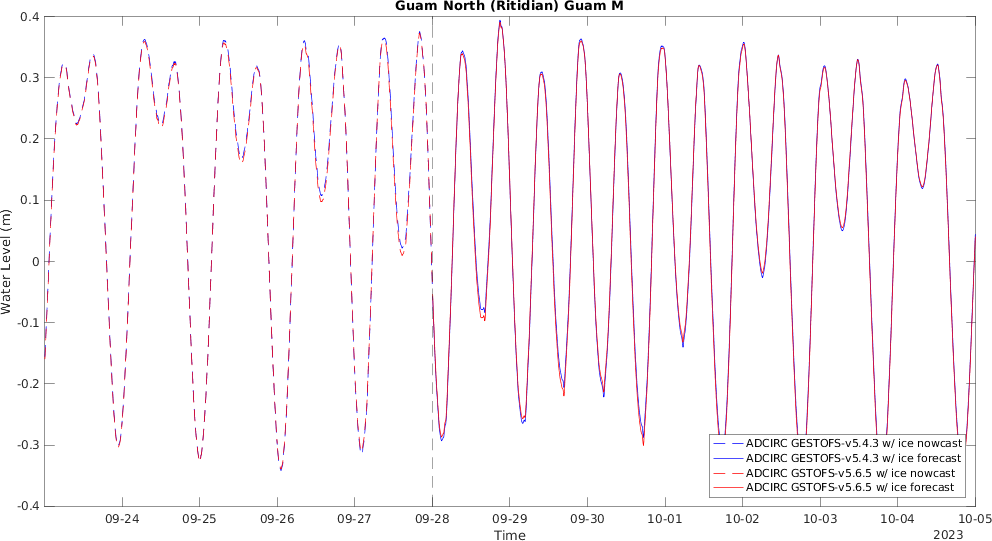 Guam North (Ritidian) Guam M
0.4
0.3
0.2
0.1
0
-0.1
-0.2
-0.3
-0.4
Water Level (m)
ADCIRC GESTOFS-v5.4.3 w/ ice nowcast
ADCIRC GESTOFS-v5.4.3 w/ ice forecast
ADCIRC GSTOFS-v5.6.5 w/ ice nowcast
ADCIRC GSTOFS-v5.6.5 w/ ice forecast
09-24 09-25 09-26 09-27 09-28 09-29 09-30 10-01 10-02 10-03 10-04 10-05
Time
2023